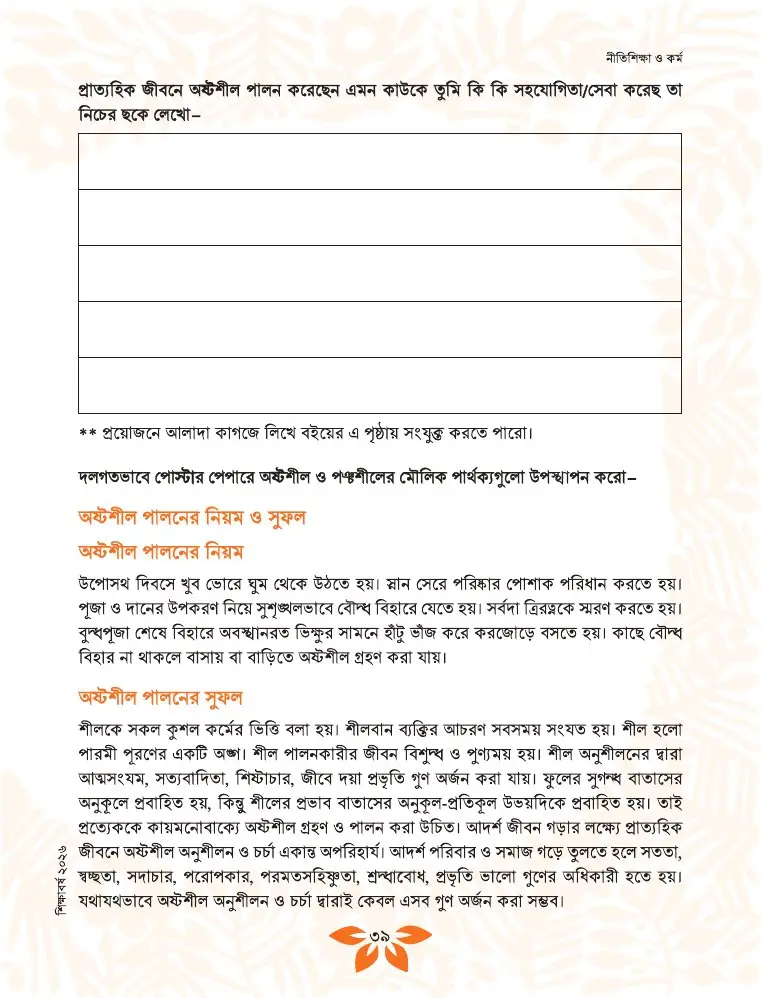 নীতিশিক্ষা ও কর্ম
প্রাত্যহিক জীবনে অষ্টশীল পালন করেছেন এমন কাউকে তুমি কি কি সহযোগিতা/সেবা করেছ তা
নিচের ছকে লেখো–
** প্রয়োজনে আলাদা কাগজে লিখে বইয়ের এ পৃষ্ঠায় সংযুক্ত করতে পারো।
দলগতভাবে পোস্টার পেপারে অষ্টশীল ও পঞ্চশীলের মৌলিক পার্থক্যগুলো উপস্থাপন করো–
অষ্টশীল পালনের নিয়ম ও সুফল
অষ্টশীল পালনের নিয়ম
উপোসথ দিবসে খুব ভোরে ঘুম থেকে উঠতে হয়। স্নান সেরে পরিষ্কার পোশাক পরিধান করতে হয়।
পূজা ও দানের উপকরণ নিয়ে সুশৃঙ্খলভাবে বৌদ্ধ বিহারে যেতে হয়। সর্বদা ত্রিরত্নকে স্মরণ করতে হয়।
বুদ্ধপূজা শেষে বিহারে অবস্থানরত ভিক্ষুর সামনে হাঁটু ভাঁজ করে করজোড়ে বসতে হয়। কাছে বৌদ্ধ
বিহার না থাকলে বাসায় বা বাড়িতে অষ্টশীল গ্রহণ করা যায়।
অষ্টশীল পালনের সুফল
শীলকে সকল কুশল কর্মের ভিত্তি বলা হয়। শীলবান ব্যক্তির আচরণ সবসময় সংযত হয়। শীল হলো
পারমী পূরণের একটি অঙ্গ। শীল পালনকারীর জীবন বিশুদ্ধ ও পুণ্যময় হয়। শীল অনুশীলনের দ্বারা
আত্মসংযম, সত্যবাদিতা, শিষ্টাচার, জীবে দয়া প্রভৃতি গুণ অর্জন করা যায়। ফুলের সুগন্ধ বাতাসের
অনুকূলে প্রবাহিত হয়, কিন্তু শীলের প্রভাব বাতাসের অনুকূল-প্রতিকূল উভয়দিকে প্রবাহিত হয়। তাই
প্রত্যেককে কায়মনোবাক্যে অষ্টশীল গ্রহণ ও পালন করা উচিত। আদর্শ জীবন গড়ার লক্ষ্যে প্রাত্যহিক
জীবনে অষ্টশীল অনুশীলন ও চর্চা একান্ত অপরিহার্য। আদর্শ পরিবার ও সমাজ গড়ে তুলতে হলে সততা,
স্বচ্ছতা, সদাচার, পরোপকার, পরমতসহিষ্ণুতা, শ্রদ্ধাবোধ, প্রভৃতি ভালো গুণের অধিকারী হতে হয়।
যথাযথভাবে অষ্টশীল অনুশীলন ও চর্চা দ্বারাই কেবল এসব গুণ অর্জন করা সম্ভব।
শিক্ষাবর্ষ ২০২৬
৩৯